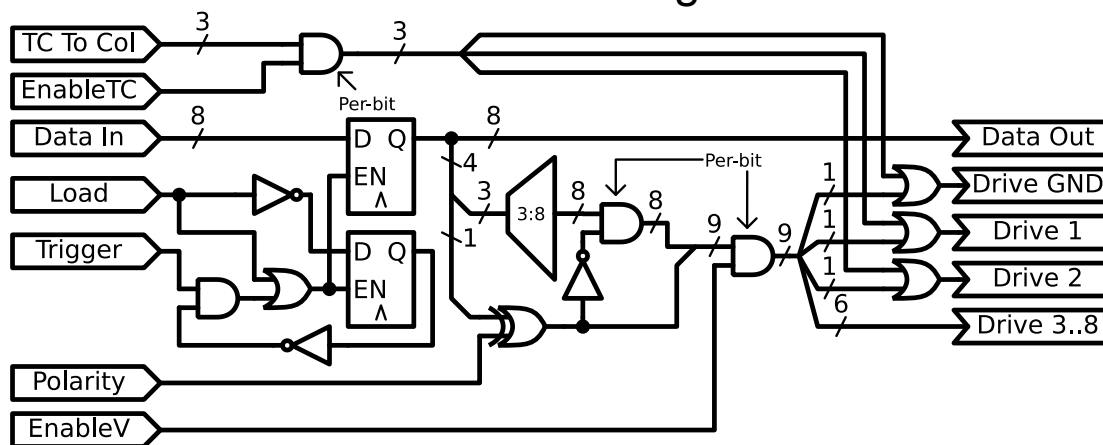 TC To Col
3
3
EnableTC
Per-bit
Data In
8
D Q
8
Data Out
4
EN
Per-bit
Load
3
3:8
8
8
1
Drive GND
1
9
9
1
Drive 1
Trigger
D Q
1
Drive 2
EN
6
Drive 3..8
Polarity
EnableV